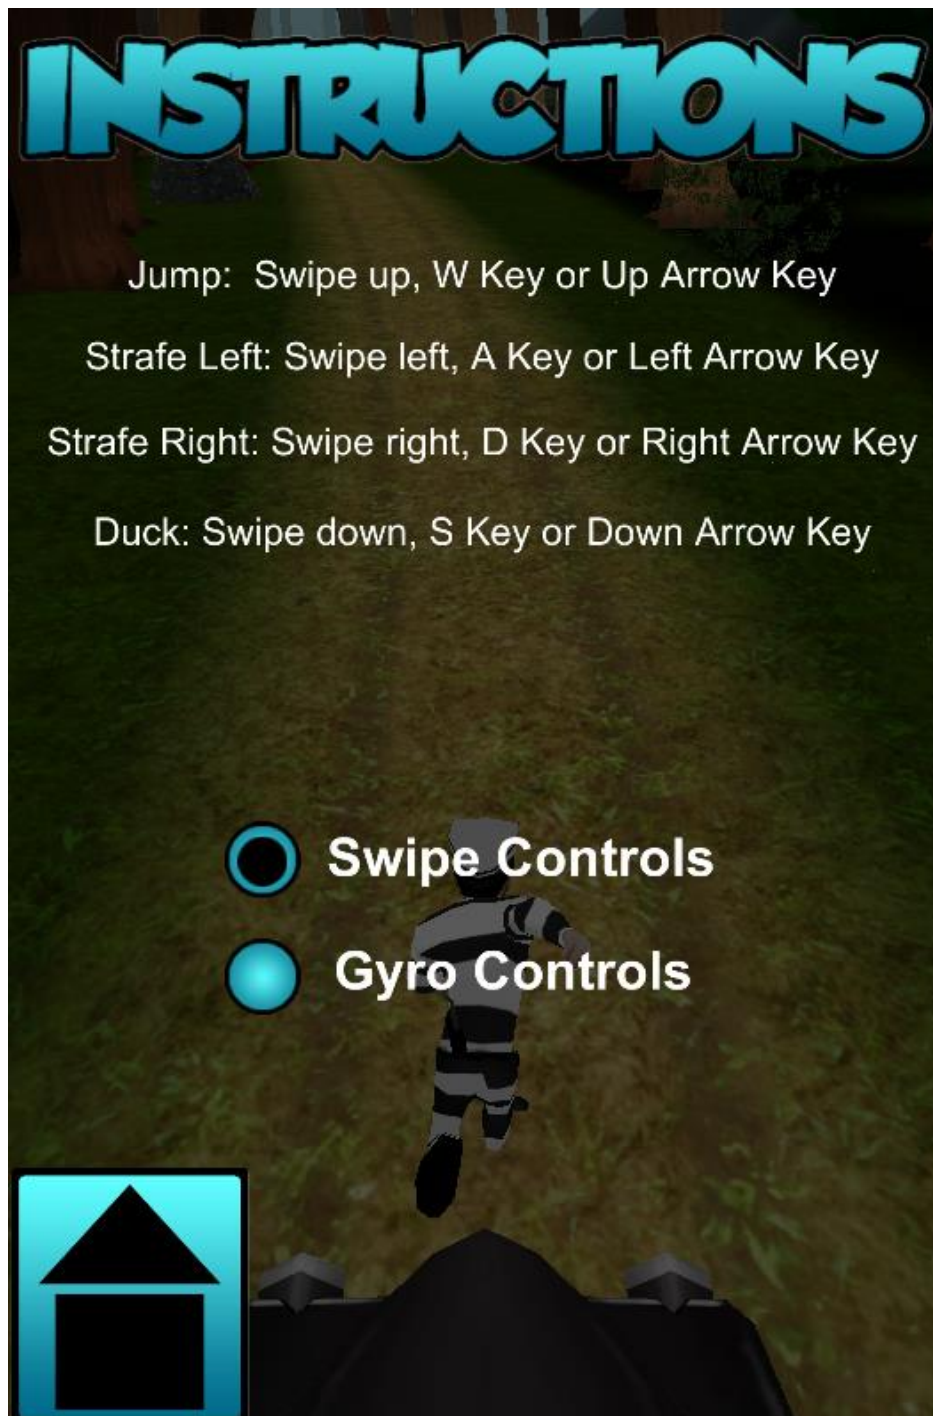 INSTRUCTIONS
Jump:  Swipe up, W Key or Up Arrow Key
Strafe Left: Swipe left, A Key or Left Arrow Key
Strafe Right: Swipe right, D Key or Right Arrow Key
Duck: Swipe down, S Key or Down Arrow Key
Swipe Controls
Gyro Controls